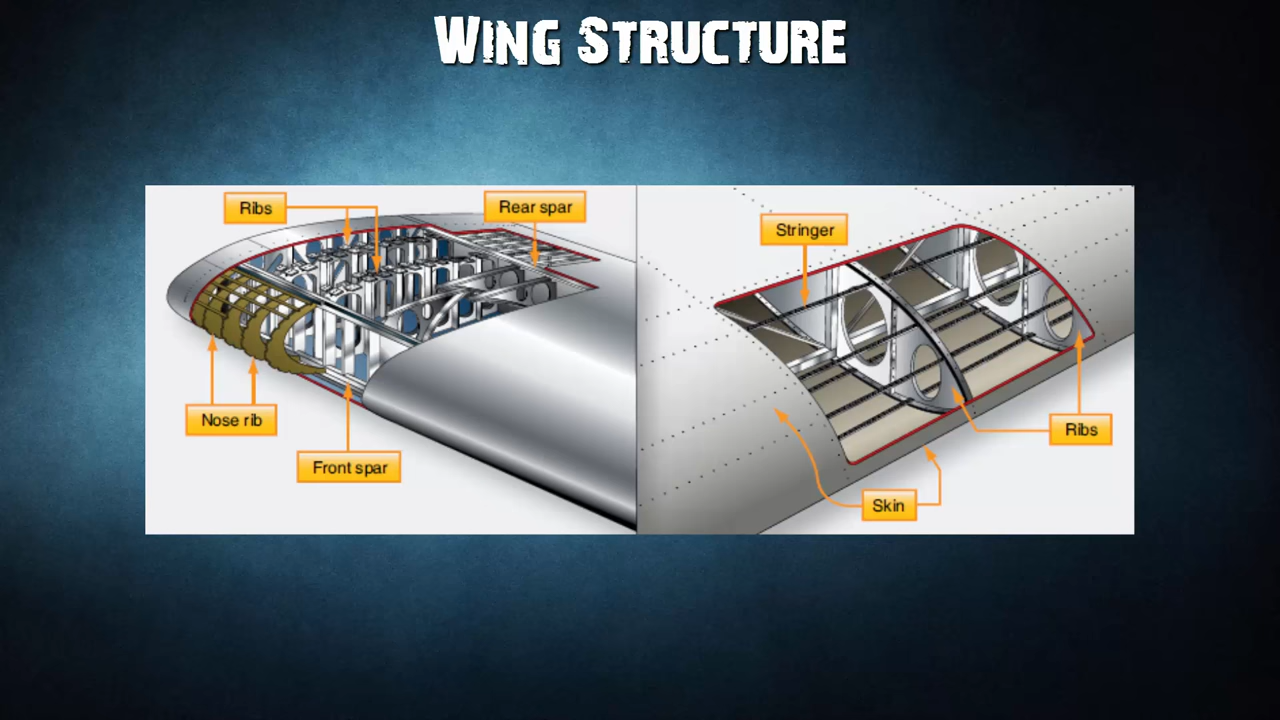 Wing Structure
Ribs
Rear spar
Nose rib
Front spar
Stringer
Ribs
Skin